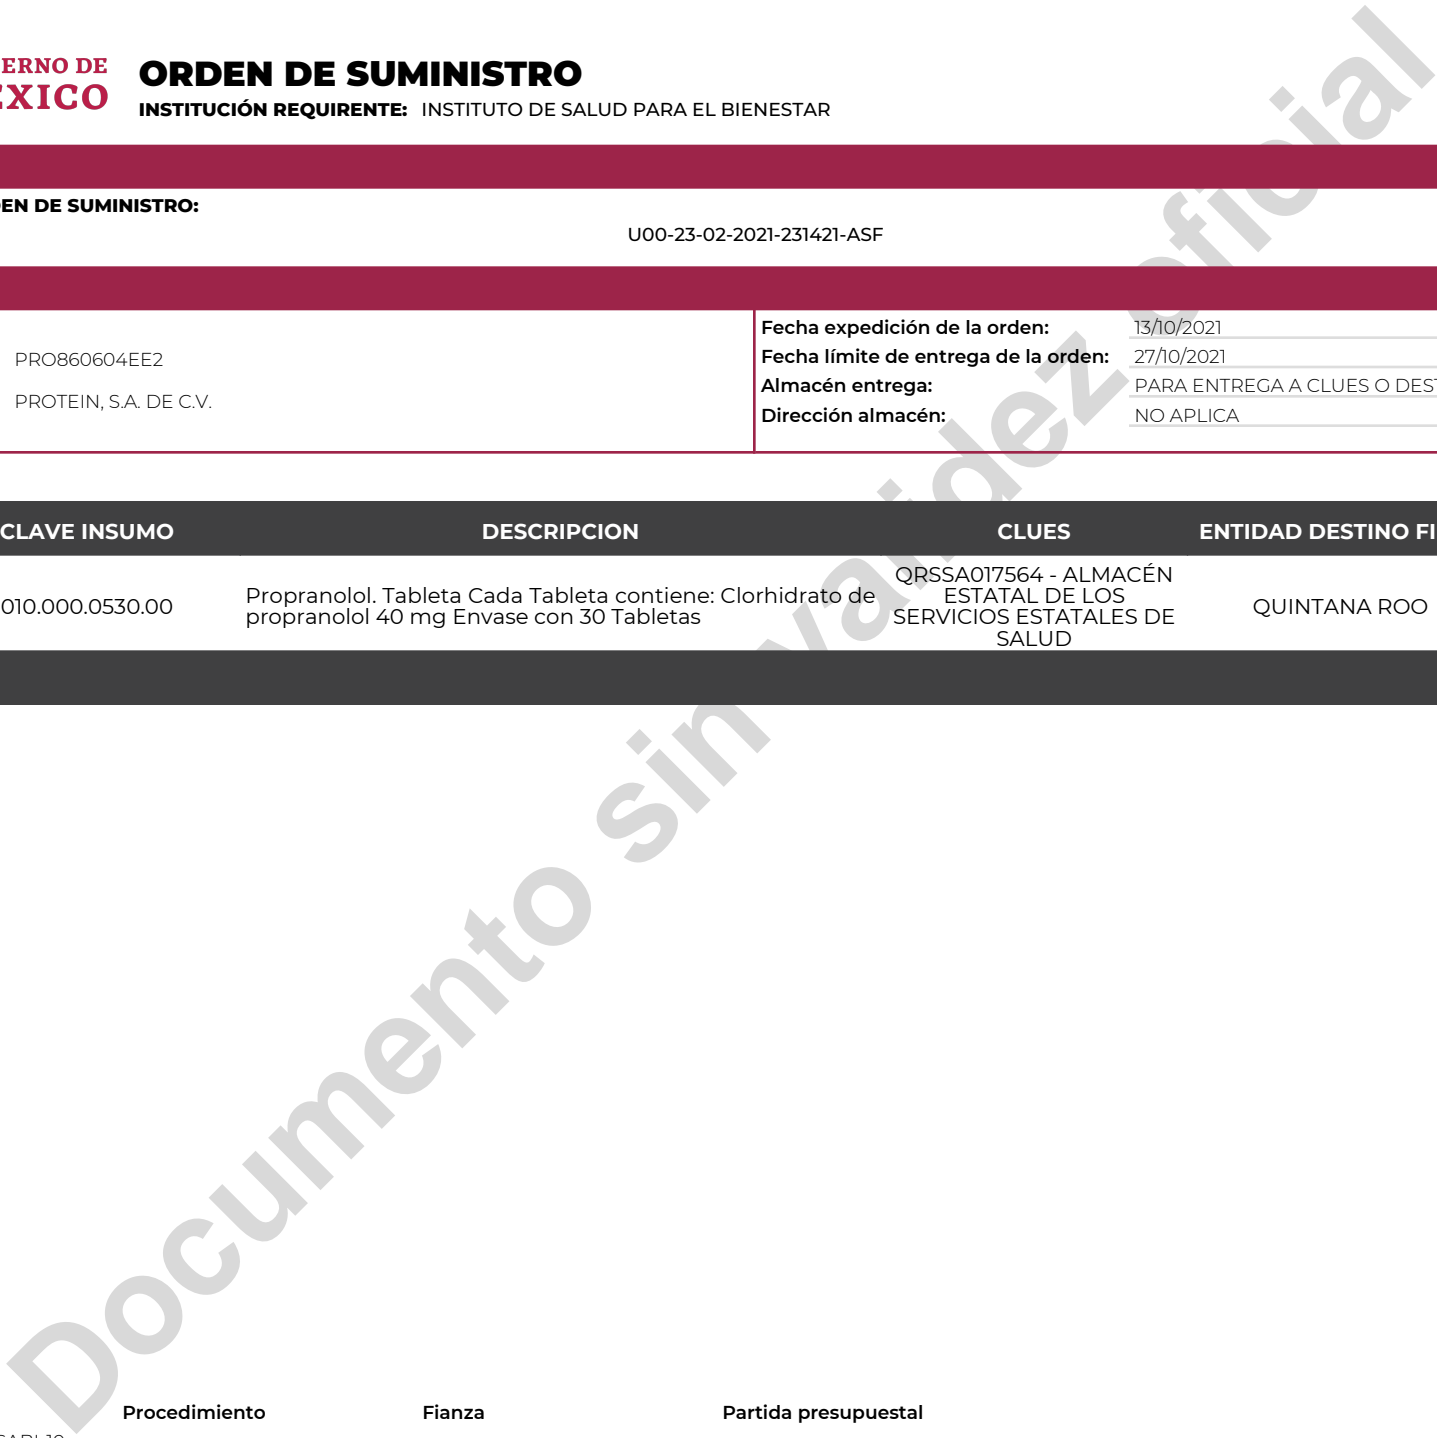 ERNO DE
ORDEN DE SUMINISTRO
EXICO
INSTITUCIÓN REQUIRENTE: INSTITUTO DE SALUD PARA EL BIENESTAR
EN DE SUMINISTRO:
U00-23-02-2021-231421-ASF
PRO860604EE2
PROTEIN, S.A. DE C.V.
Fecha expedición de la orden: 13/10/2021
Fecha límite de entrega de la orden: 27/10/2021
Almacén entrega: PARA ENTREGA A CLUES O DEST
Dirección almacén: NO APLICA
CLAVE INSUMO DESCRIPCION CLUES ENTIDAD DESTINO FI
010.000.0530.00
Propranolol. Tableta Cada Tableta contiene: Clorhidrato de
propranolol 40 mg Envase con 30 Tabletas
QRSSA017564 - ALMACÉN
ESTATAL DE LOS
SERVICIOS ESTATALES DE
SALUD
QUINTANA ROO
Documento sin validez oficial
Procedimiento Fianza Partida presupuestal